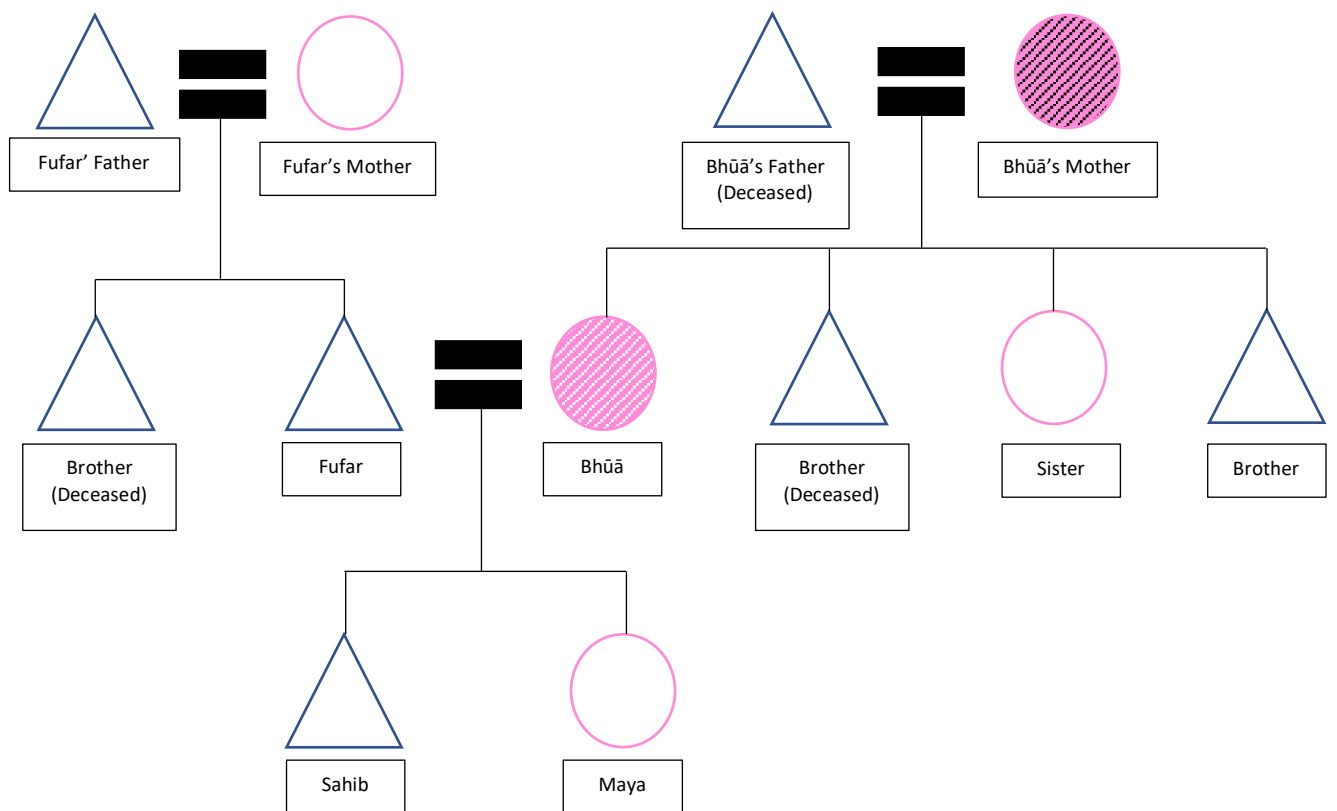 Fufar' Father
Fufar's Mother
Bhūā's Father
(Deceased)
Bhūā's Mother
Brother
(Deceased)
Fufar
Bhūā
Brother
(Deceased)
Sister
Brother
Sahib
Maya